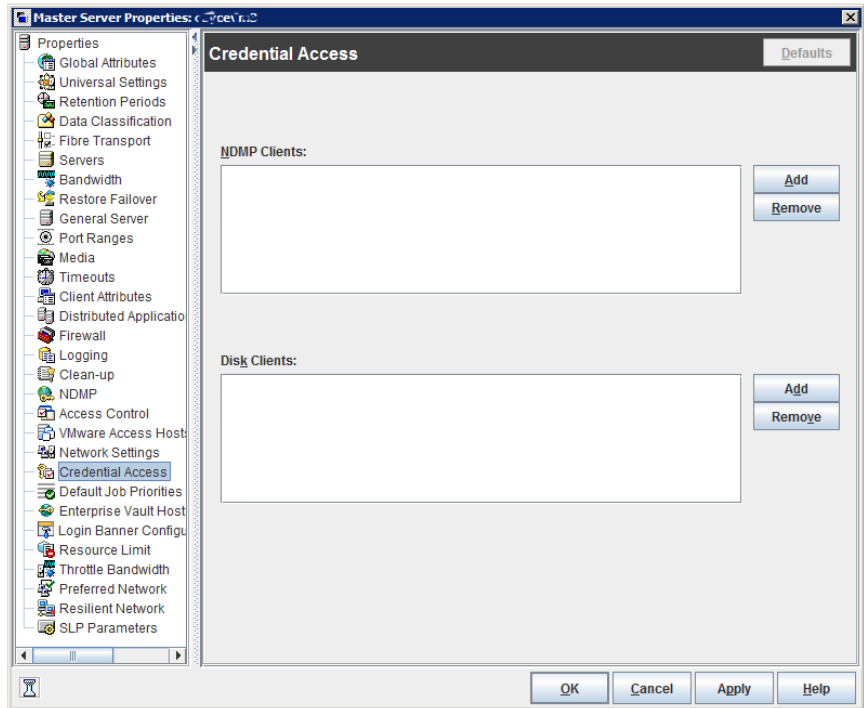 Master Server Properties:
Properties
Global Attributes
Universal Settings
Retention Periods
Data Classification
Fibre Transport
Servers
Bandwidth
Restore Failover
General Server
Port Ranges
Media
Timeouts
Client Attributes
Distributed Applicatio
Firewall
Logging
Clean-up
NDMP
Access Control
VMware Access Hosts
Network Settings
Credential Access
Default Job Priorities
Enterprise Vault Host
Login Banner Configu
Resource Limit
Throttle Bandwidth
Preferred Network
Resilient Network
SLP Parameters
Credential Access
Defaults
NDMP Clients:
Add
Remove
Disk Clients:
Add
Remove
OK
Cancel
Apply
Help